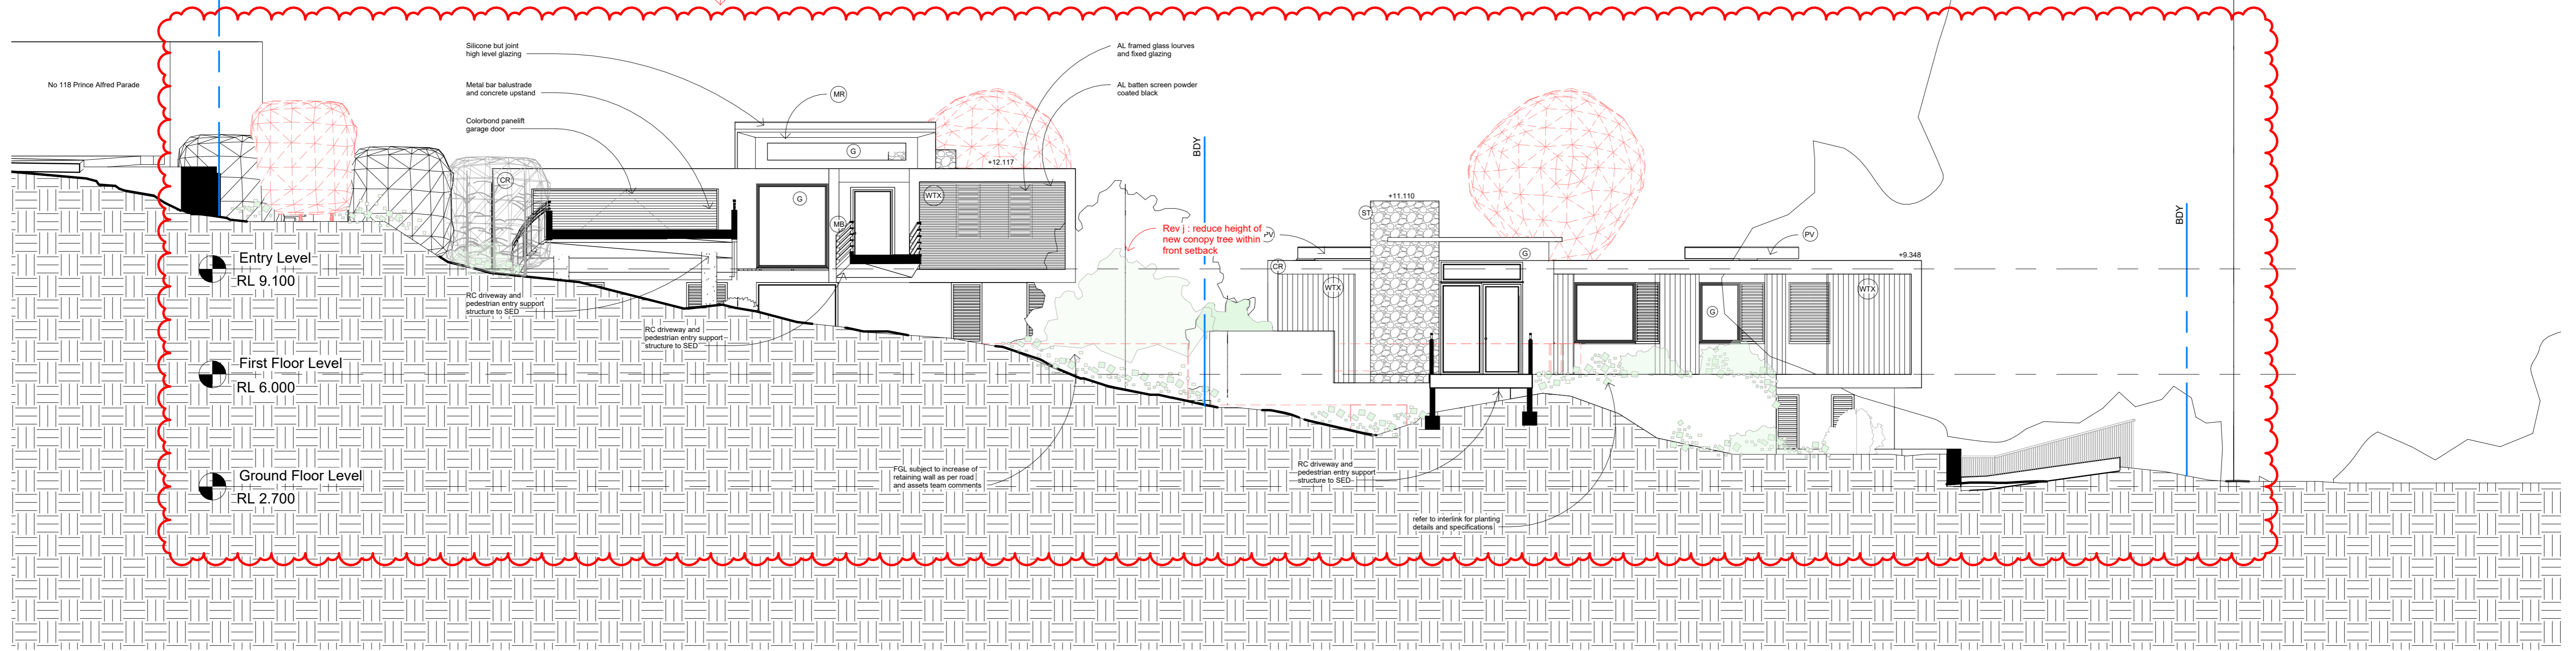 No 118 Prince Alfred Parade
Silicone but joint
high level glazing
Metal bar balustrade
and concrete upstand
Colorbond panelift
garage door
MR
AL framed glass lourves
and fixed glazing
AL batten screen powder
coated black
G
+12.117
CR
G
WTX
MB
BDY
Rev j : reduce height of
new conopy tree within
front setback
PV
ST
+11.110
G
PV
BDY
CR
WTX
+9.348
WTX
G
Entry Level
RL 9.100
RC driveway and
pedestrian entry support
structure to SED
RC driveway and
pedestrian entry support
structure to SED
First Floor Level
RL 6.000
Ground Floor Level
RL 2.700
FGL subject to increase of
retaining wall as per road
and assets team comments
RC driveway and
pedestrian entry support
structure to SED
refer to interlink for planting
details and specifications